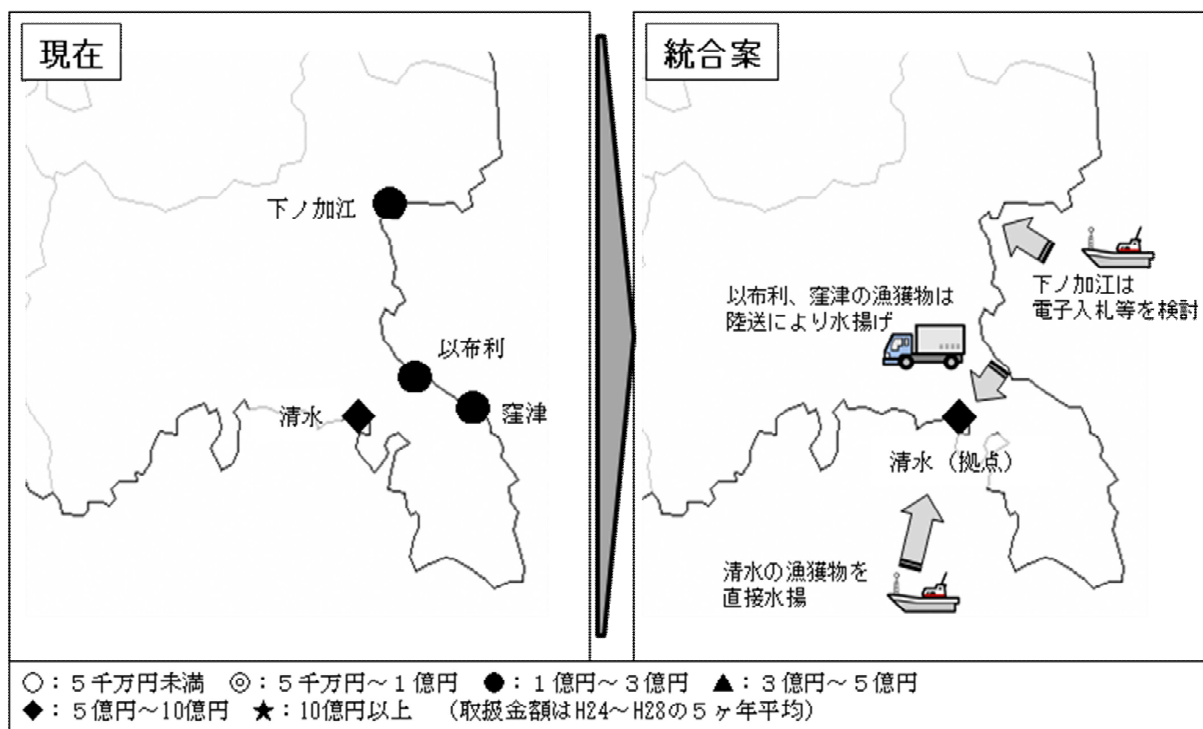 現在
下ノ加江
以布利
窪津
清水
統合案
下ノ加江は
電子入札等を検討
以布利、窪津の漁獲物は
陸送により水揚げ
清水（拠点）
清水の漁獲物を
直接水揚
○：５千万円未満 ◎：５千万円～１億円 ●：１億円～３億円 ▲：３億円～５億円
◆：５億円～10億円 ★：10億円以上 （取扱金額はH24～H28の５ヶ年平均）